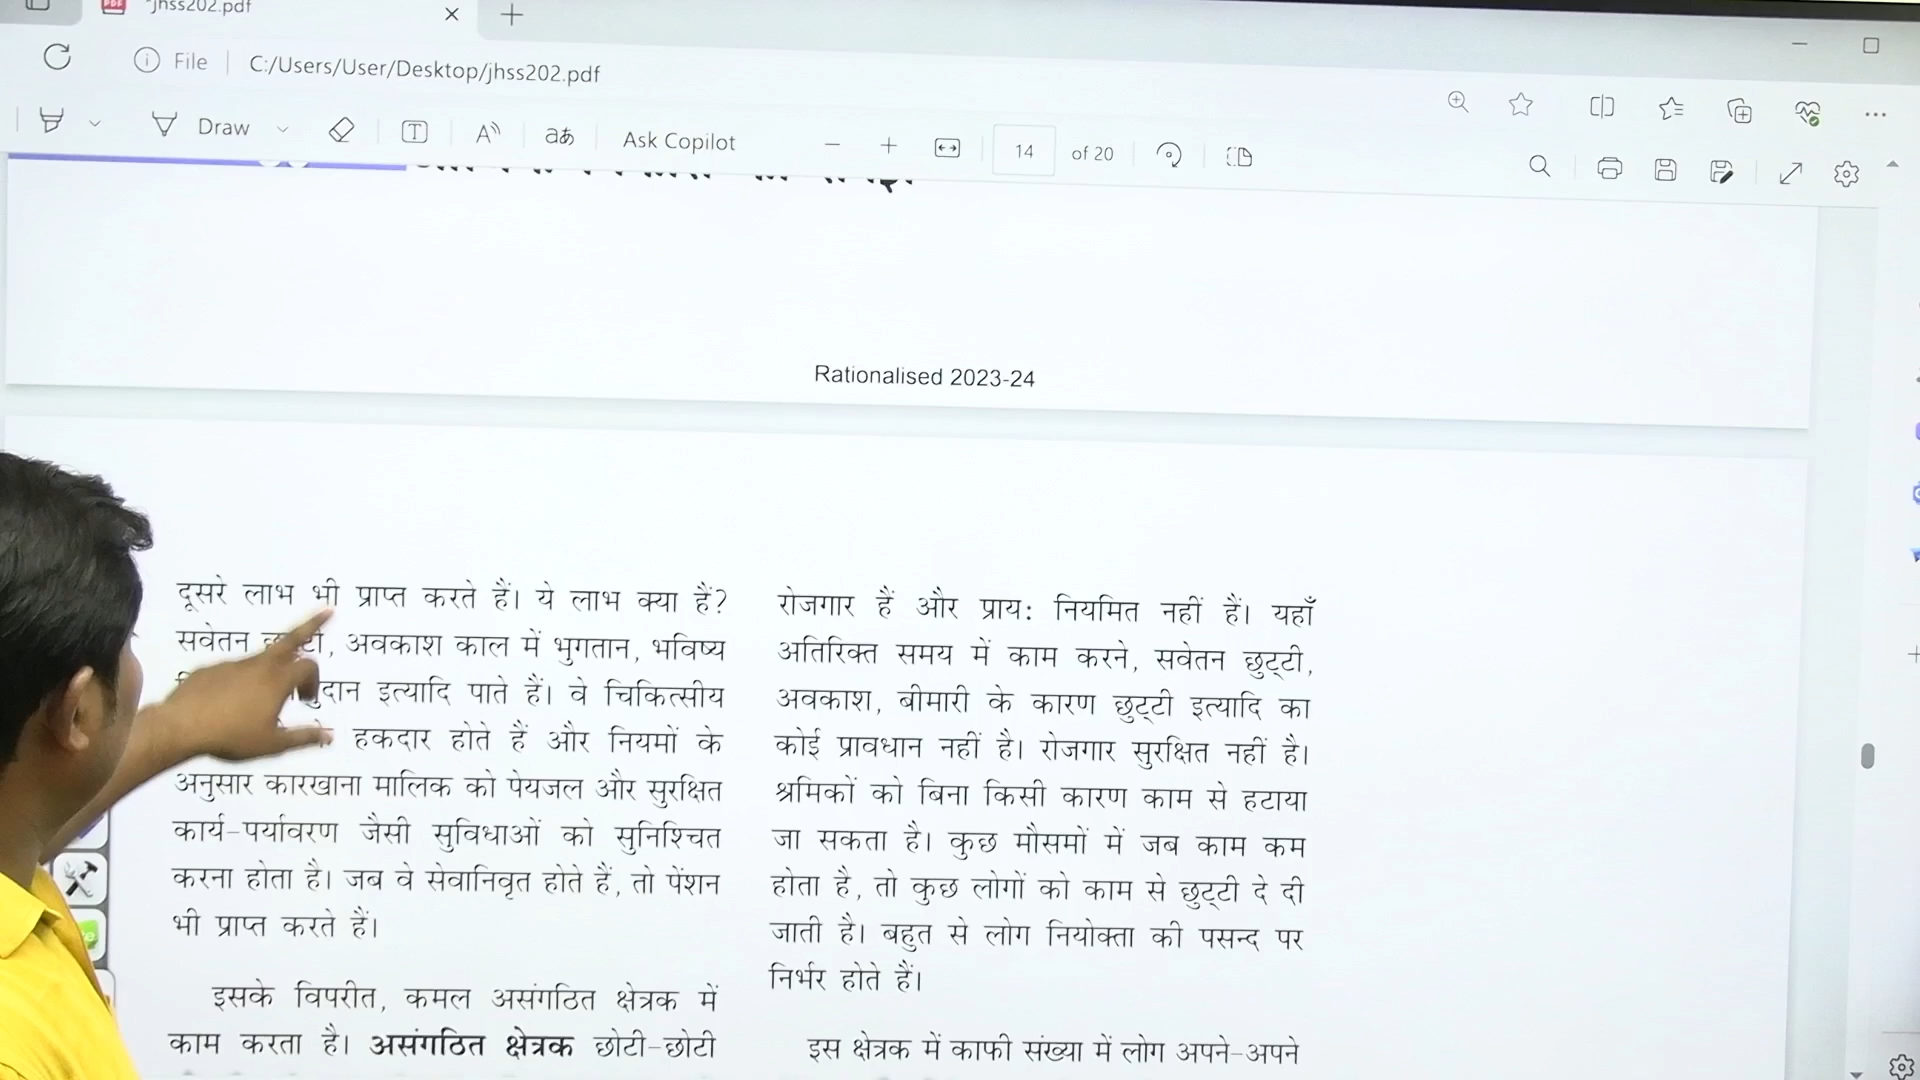 jhss202.pdf
File
C:/Users/User/Desktop/jhss202.pdf
Draw
Ask Copilot
14 of 20
Rationalised 2023-24
दूसरे लाभ भी प्राप्त करते हैं। ये लाभ क्या हैं?
सवेतन अवकाश काल में भुगतान, भविष्य
इत्यादि पाते हैं। वे चिकित्सीय
हकदार होते हैं और नियमों के
अनुसार कारखाना मालिक को पेयजल और सुरक्षित
कार्य-पर्यावरण जैसी सुविधाओं को सुनिश्चित
करना होता है। जब वे सेवानिवृत होते हैं, तो पेंशन
भी प्राप्त करते हैं।
इसके विपरीत, कमल असंगठित क्षेत्रक में
काम करता है। असंगठित क्षेत्रक छोटी-छोटी
रोजगार हैं और प्राय: नियमित नहीं हैं। यहाँ
अतिरिक्त समय में काम करने, सवेतन छुट्टी,
अवकाश, बीमारी के कारण छुट्टी इत्यादि का
कोई प्रावधान नहीं है। रोजगार सुरक्षित नहीं है।
श्रमिकों को बिना किसी कारण काम से हटाया
जा सकता है। कुछ मौसमों में जब काम कम
होता है, तो कुछ लोगों को काम से छुट्टी दे दी
जाती है। बहुत से लोग नियोक्ता की पसन्द पर
निर्भर होते हैं।
इस क्षेत्रक में काफी संख्या में लोग अपने-अपने